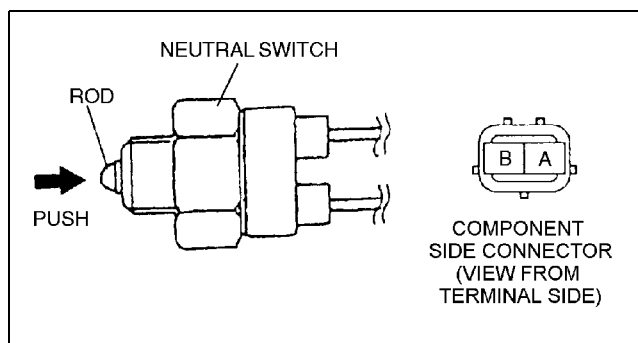 NEUTRAL SWITCH
ROD
PUSH
B A
COMPONENT
SIDE CONNECTOR
(VIEW FROM
TERMINAL SIDE)